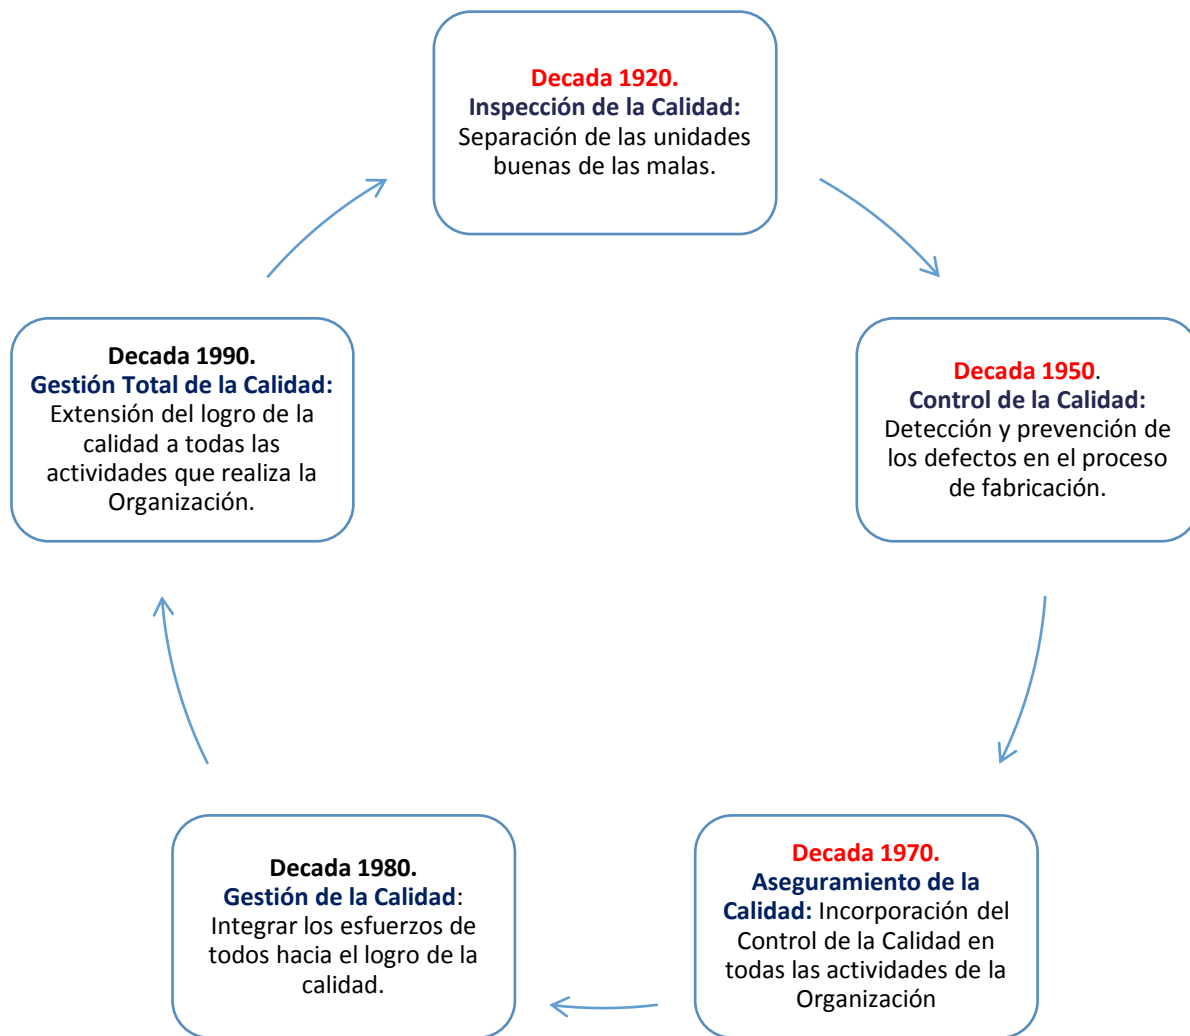 Decada 1920.
Inspección de la Calidad:
Separación de las unidades
buenas de las malas.
Decada 1950.
Control de la Calidad:
Detección y prevención de
los defectos en el proceso
de fabricación.
Decada 1970.
Aseguramiento de la
Calidad: Incorporación del
Control de la Calidad en
todas las actividades de la
Organización
Decada 1980.
Gestión de la Calidad:
Integrar los esfuerzos de
todos hacia el logro de la
calidad.
Decada 1990.
Gestión Total de la Calidad:
Extensión del logro de la
calidad a todas las
actividades que realiza la
Organización.